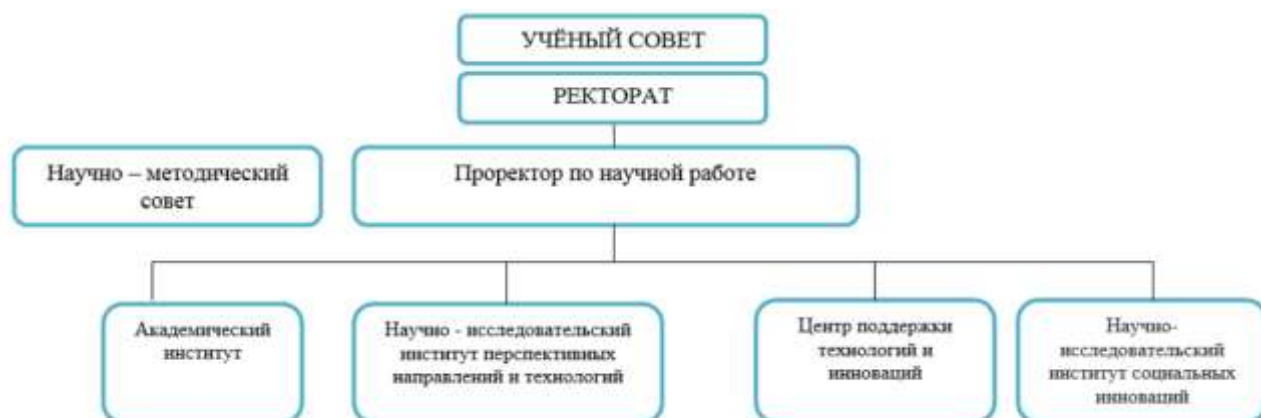 УЧЁНЫЙ СОВЕТ
РЕКТОРАТ
Научно – методический
совет
Проректор по научной работе
Академический
институт
Научно - исследовательский
институт перспективных
направлений и технологий
Центр поддержки
технологий и
инноваций
Научно-
исследовательский
институт социальных
инноваций